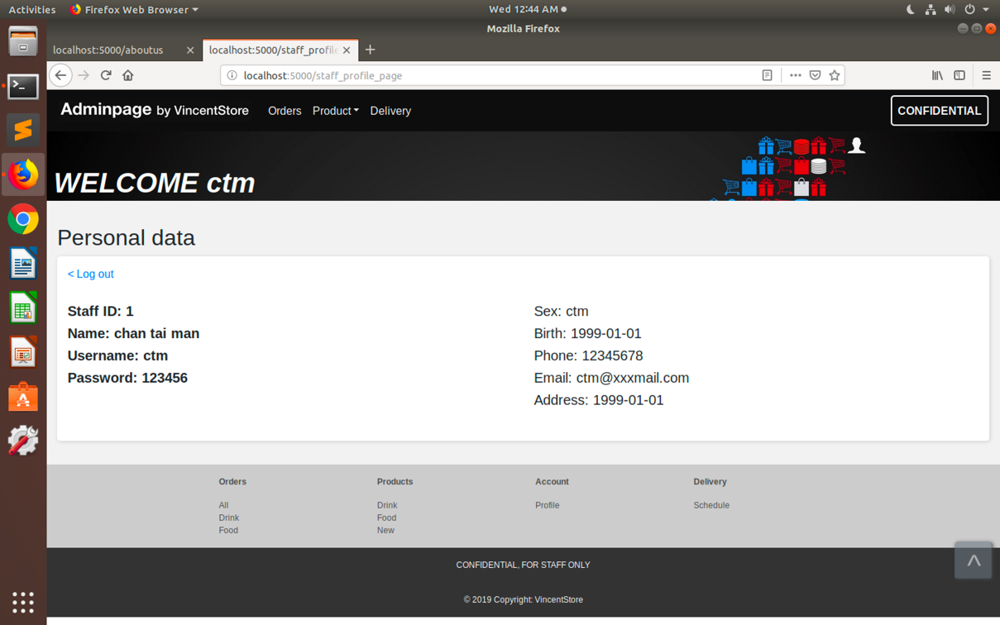 Activities Firefox Web Browser Wed 12:44 AM
Mozilla Firefox
localhost:5000/aboutus localhost:5000/staff_profile
localhost:5000/staff_profile_page
Adminpage by VincentStore Orders Product Delivery CONFIDENTIAL
WELCOME ctm
Personal data
< Log out
Staff ID: 1
Name: chan tai man
Username: ctm
Password: 123456
Sex: ctm
Birth: 1999-01-01
Phone: 12345678
Email: ctm@xxxmail.com
Address: 1999-01-01
Orders
All
Drink
Food
Products
Drink
Food
New
Account
Profile
Delivery
Schedule
^
CONFIDENTIAL, FOR STAFF ONLY
© 2019 Copyright: VincentStore